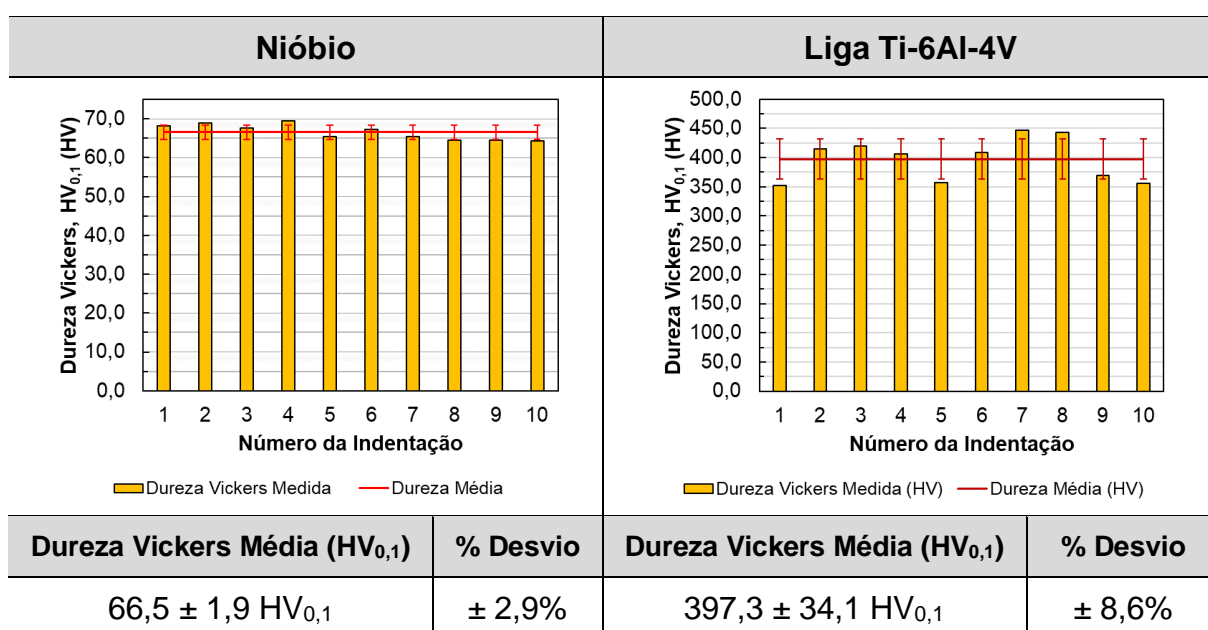 Nióbio
Liga Ti-6Al-4V
Dureza Vickers, HV0,1 (HV)
70,0
60,0
50,0
40,0
30,0
20,0
10,0
0,0
1 2 3 4 5 6 7 8 9 10
Número da Indentação
Dureza Vickers Medida Dureza Média
Dureza Vickers, HV0,1 (HV)
500,0
450,0
400,0
350,0
300,0
250,0
200,0
150,0
100,0
50,0
0,0
1 2 3 4 5 6 7 8 9 10
Número da Indentação
Dureza Vickers Medida (HV) Dureza Média (HV)
Dureza Vickers Média (HV0,1) % Desvio Dureza Vickers Média (HV0,1) % Desvio
66,5 ± 1,9 HV0,1 ± 2,9% 397,3 ± 34,1 HV0,1 ± 8,6%